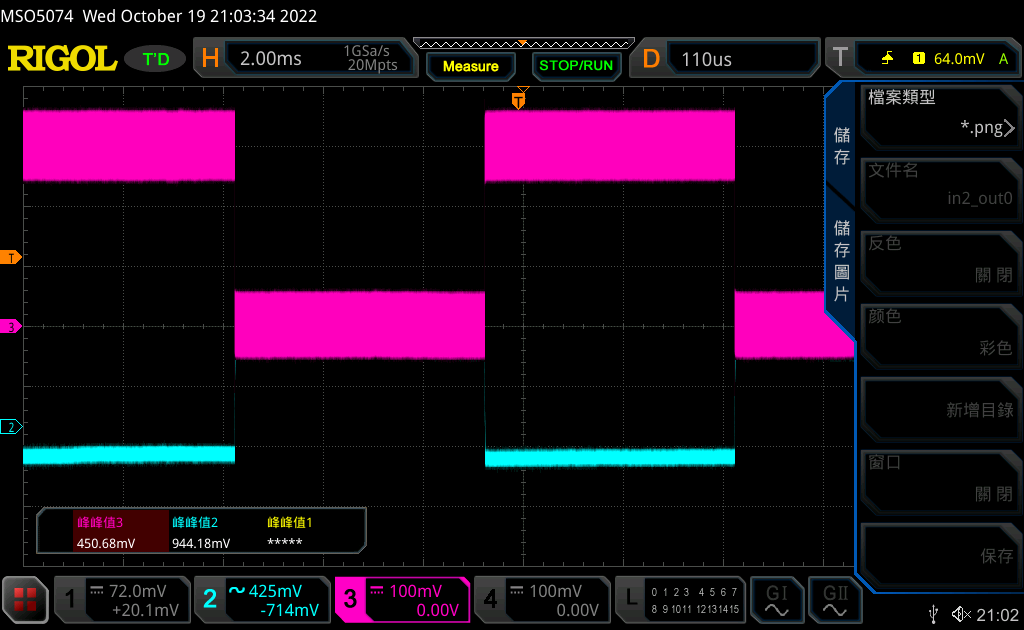 MSO5074 Wed October 19 21:03:34 2022
RIGOL T'D H 2.00ms 1GSa/s 20Mpts Measure STOP/RUN D 110us T 1 64.0mV A
T
檔案類型
*.png
儲存
文件名
in2_out0
儲存圖片
反色
關閉
T
3
颜色
彩色
新增目錄
2
窗口
關閉
峰峰值3 峰峰值2 峰峰值1
450.68mV 944.18mV *****
保存
1 72.0mV +20.1mV
2 425mV -714mV
3 100mV 0.00V
4 100mV 0.00V
L 0 1 2 3 4 5 6 7
8 9 10 11 12 13 14 15
GI GII
21:02